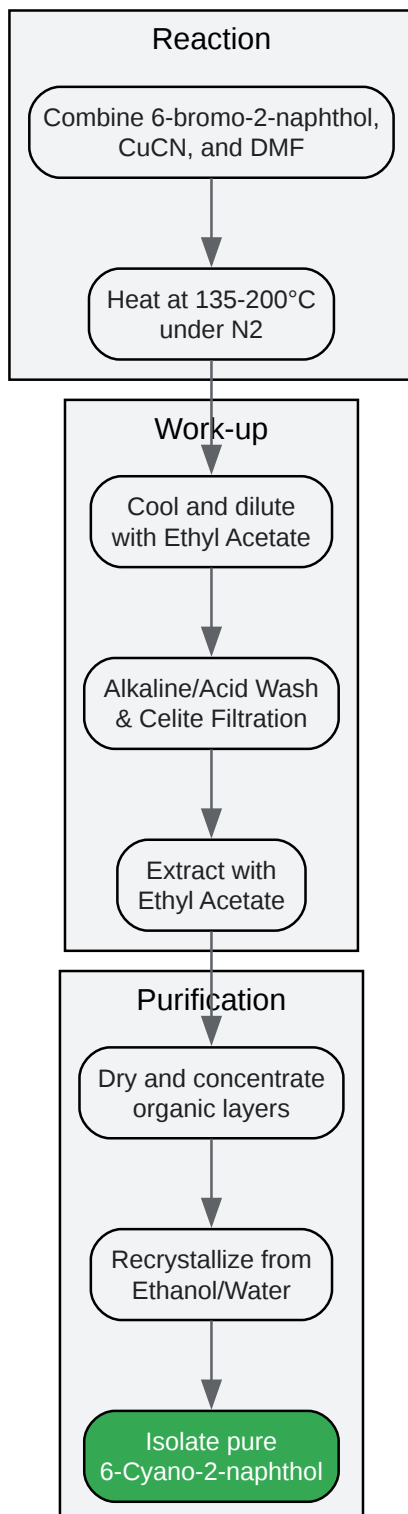 Reaction
Combine 6-bromo-2-naphthol,
CuCN, and DMF
Heat at 135-200°C
under N2
Work-up
Cool and dilute
with Ethyl Acetate
Alkaline/Acid Wash
& Celite Filtration
Extract with
Ethyl Acetate
Purification
Dry and concentrate
organic layers
Recrystallize from
Ethanol/Water
Isolate pure
6-Cyano-2-naphthol